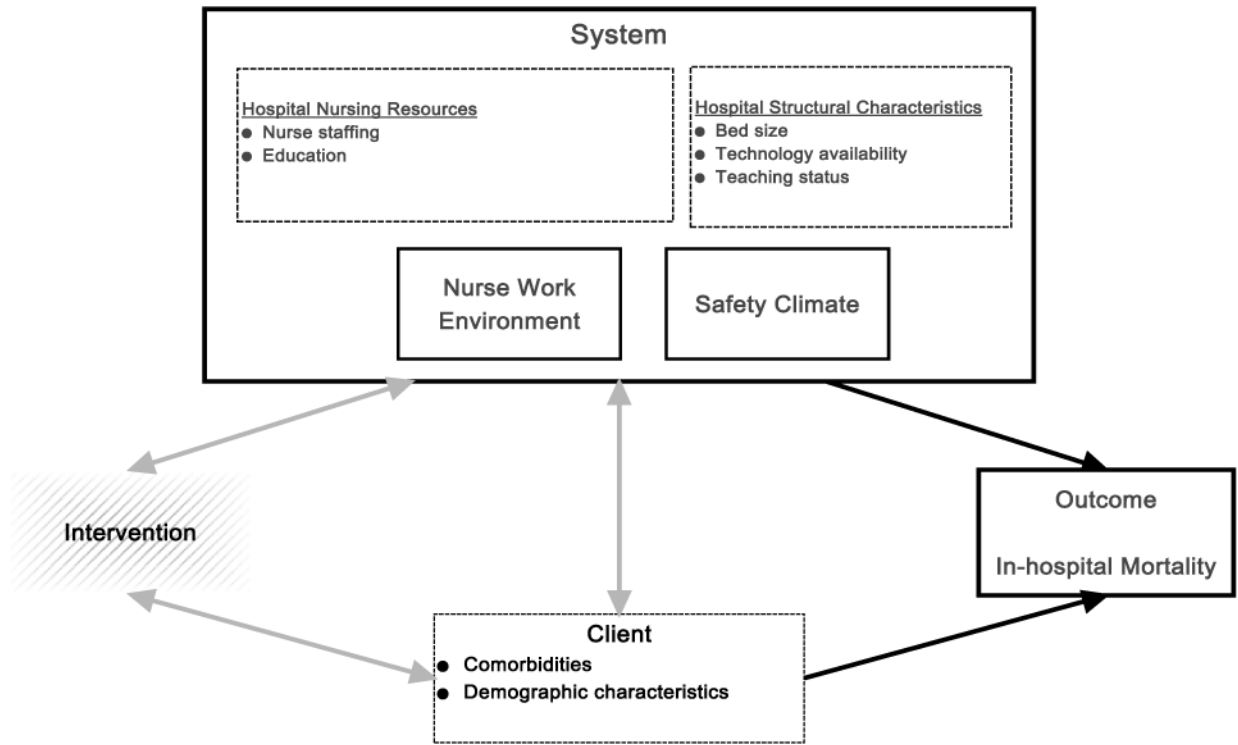 System
Hospital Nursing Resources
● Nurse staffing
● Education
Hospital Structural Characteristics
● Bed size
● Technology availability
● Teaching status
Nurse Work
Environment
Safety Climate
Intervention
Outcome
In-hospital Mortality
Client
● Comorbidities
● Demographic characteristics